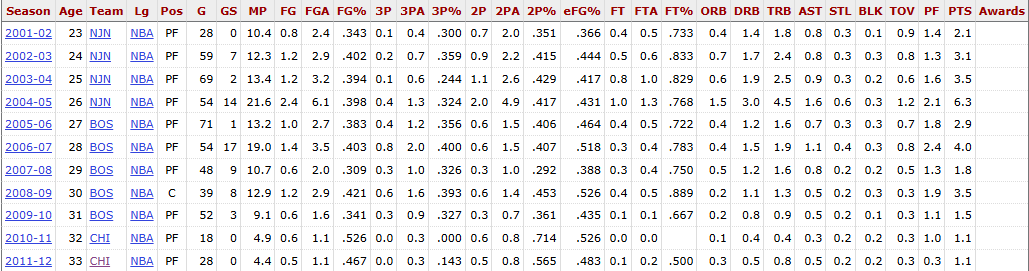 Season Age Team Lg Pos G GS MP FG FGA FG% 3P 3PA 3P% 2P 2PA 2P% eFG% FT FTA FT% ORB DRB TRB AST STL BLK TOV PF PTS Awards
2001-02 23 NJN NBA PF 28 0 10.4 0.8 2.4 .343 0.1 0.4 .300 0.7 2.0 .351 .366 0.4 0.5 .733 0.4 1.4 1.8 0.8 0.3 0.1 0.9 1.4 2.1
2002-03 24 NJN NBA PF 59 7 12.3 1.2 2.9 .402 0.2 0.7 .359 0.9 2.2 .415 .444 0.5 0.6 .833 0.7 1.7 2.4 0.8 0.3 0.2 0.8 1.3 3.1
2003-04 25 NJN NBA PF 69 2 13.4 1.2 3.2 .394 0.1 0.6 .244 1.1 2.6 .429 .417 0.8 1.0 .829 0.6 1.9 2.5 0.9 0.3 0.2 0.6 1.6 3.5
2004-05 26 NJN NBA PF 54 14 21.6 2.4 6.1 .398 0.4 1.3 .324 2.0 4.9 .417 .431 1.0 1.3 .768 1.5 3.0 4.5 1.6 0.6 0.3 1.2 2.1 6.3
2005-06 27 BOS NBA PF 71 1 13.2 1.0 2.7 .383 0.4 1.2 .356 0.6 1.5 .406 .464 0.4 0.5 .722 0.4 1.2 1.6 0.7 0.3 0.3 0.7 1.8 2.9
2006-07 28 BOS NBA PF 54 17 19.0 1.4 3.5 .403 0.8 2.0 .400 0.6 1.5 .407 .518 0.3 0.4 .783 0.4 1.5 1.9 1.1 0.4 0.3 0.8 2.4 4.0
2007-08 29 BOS NBA PF 48 9 10.7 0.6 2.0 .309 0.3 1.0 .326 0.3 1.0 .292 .388 0.3 0.4 .750 0.5 1.2 1.6 0.8 0.2 0.2 0.5 1.3 1.8
2008-09 30 BOS NBA C 39 8 12.9 1.2 2.9 .421 0.6 1.6 .393 0.6 1.4 .453 .526 0.4 0.5 .889 0.2 1.1 1.3 0.5 0.2 0.3 0.3 1.9 3.5
2009-10 31 BOS NBA PF 52 3 9.1 0.6 1.6 .341 0.3 0.9 .327 0.3 0.7 .361 .435 0.1 0.1 .667 0.2 0.8 0.9 0.5 0.2 0.1 0.3 1.1 1.5
2010-11 32 CHI NBA PF 18 0 4.9 0.6 1.1 .526 0.0 0.3 .000 0.6 0.8 .714 .526 0.0 0.0 0.1 0.4 0.4 0.3 0.2 0.2 0.2 1.0 1.1
2011-12 33 CHI NBA PF 28 0 4.4 0.5 1.1 .467 0.0 0.3 .143 0.5 0.8 .565 .483 0.1 0.2 .500 0.3 0.5 0.8 0.5 0.2 0.2 0.3 0.3 1.1